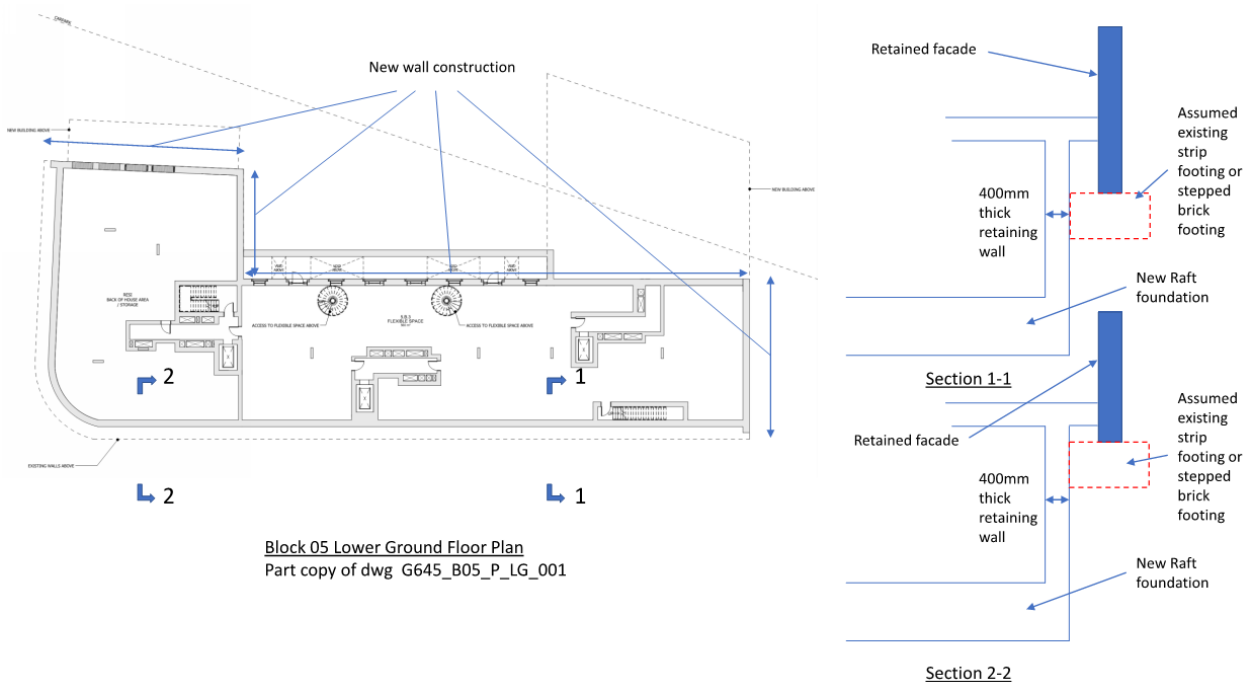 New wall construction
NEW BUILDING ABOVE
NEW BUILDING ABOVE
RESI
BACK OF HOUSE AREA
/ STORAGE
ACCESS TO FLEXIBLE SPACE ABOVE
FLEXIBLE SPACE
ACCESS TO FLEXIBLE SPACE ABOVE
2
1
EXISTING WALLS ABOVE
2
1
Block 05 Lower Ground Floor Plan
Part copy of dwg G645_B05_P_LG_001
Retained facade
Assumed
existing
strip
footing or
stepped
brick
footing
400mm
thick
retaining
wall
New Raft
foundation
Section 1-1
Retained facade
Assumed
existing
strip
footing or
stepped
brick
footing
400mm
thick
retaining
wall
New Raft
foundation
Section 2-2